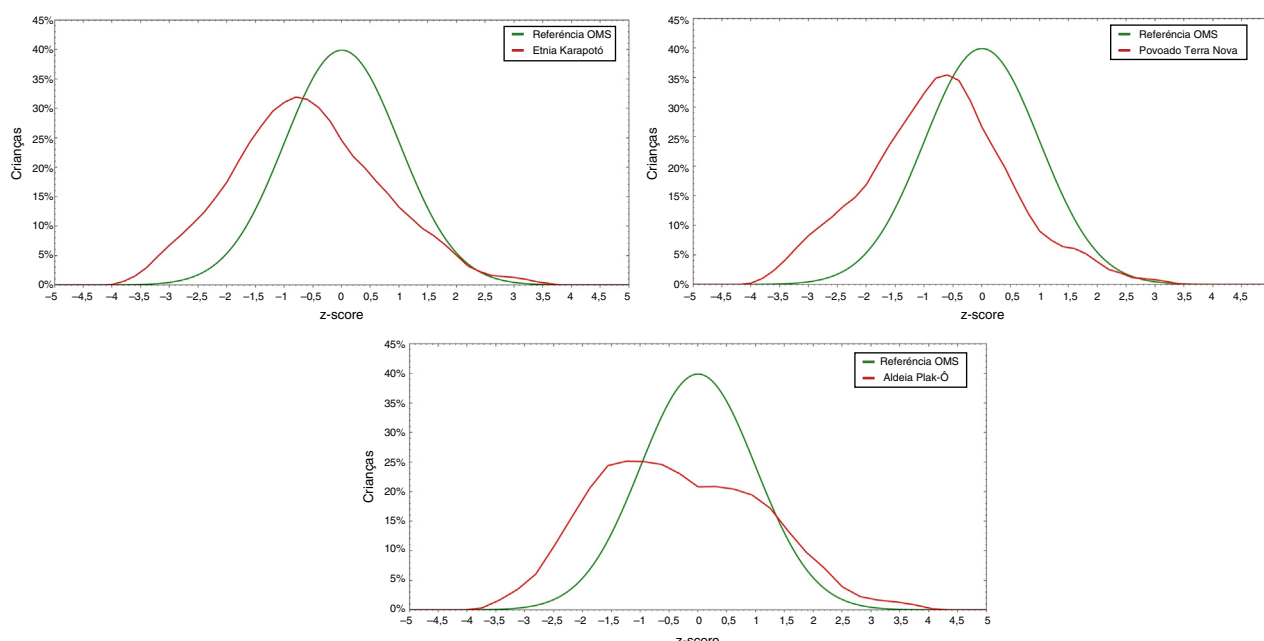 45%
40%
35%
30%
25%
20%
15%
10%
5%
0%
Crianças
Referéncia OMS
Etnia Karapotó
−5 −4,5 −4 −3,5 −3 −2,5 −2 −1,5 −1 −0,5 0 0,5 1 1,5 2 2,5 3 3,5 4 4,5 5
z-score
45%
40%
35%
30%
25%
20%
15%
10%
5%
0%
Crianças
Referéncia OMS
Povoado Terra Nova
−5 −4,5 −4 −3,5 −3 −2,5 −2 −1,5 −1 −0,5 0 0,5 1 1,5 2 2,5 3 3,5 4 4,5
z-score
45%
40%
35%
30%
25%
20%
15%
10%
5%
0%
Crianças
Referéncia OMS
Aldeia Plak-Ô
−5 −4,5 −4 −3,5 −3 −2,5 −2 −1,5 −1 −0,5 0 0,5 1 1,5 2 2,5 3 3,5 4 4,5 5
z-score